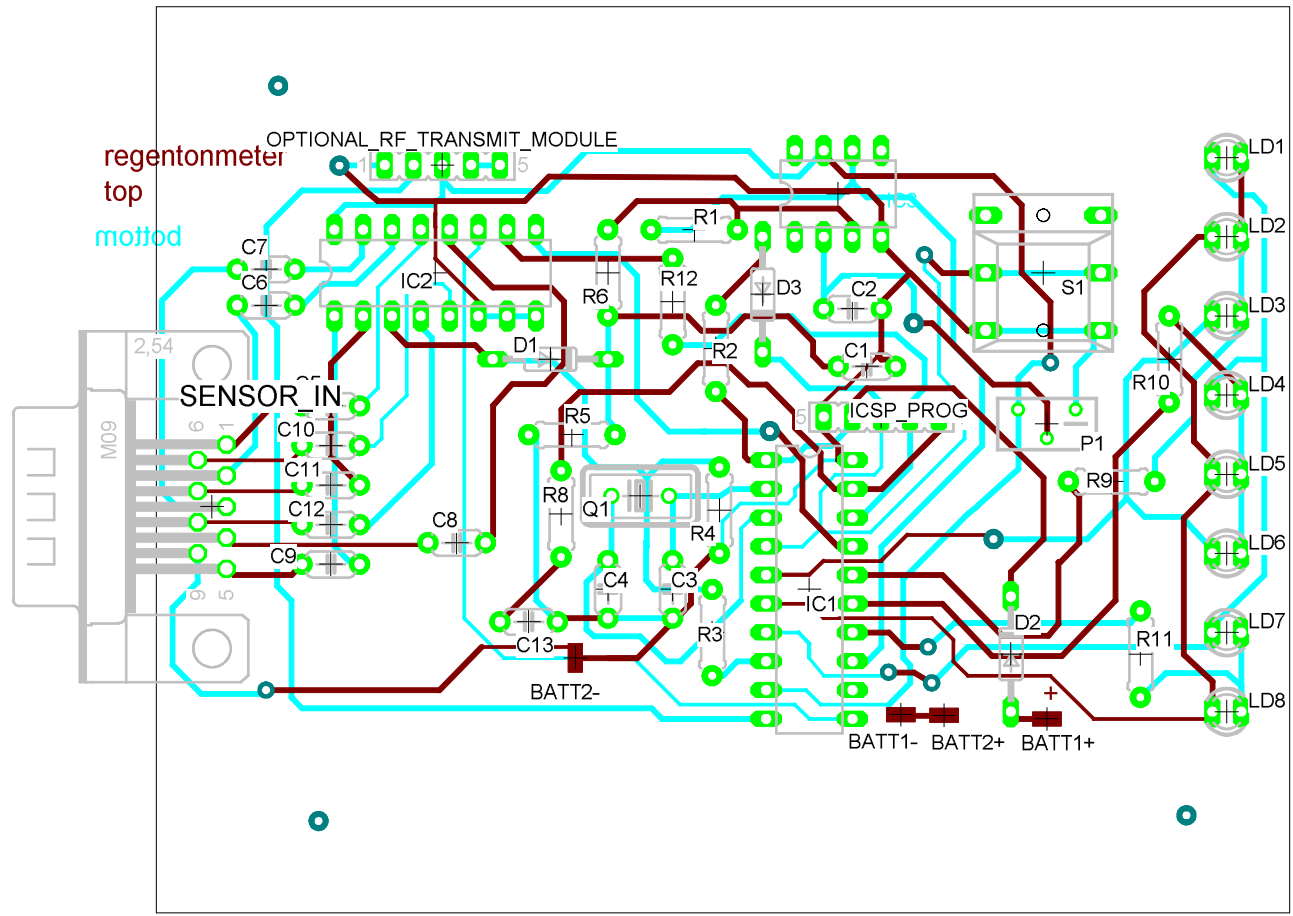 OPTIONAL_RF_TRANSMIT_MODULE
1
5
regentonmeter
top
bottom
LD1
IC3
R1
LD2
C7
C6
IC2
R6
R12
D3
C2
S1
LD3
2,54
D1
R2
C1
R10
LD4
SENSOR_IN
R5
5
ICSP_PROG
P1
M09
6
1
C10
C11
C12
C9
9
5
R8
Q1
R4
R9
LD5
C8
LD6
C4
C3
IC1
R3
D2
R11
LD7
C13
BATT2-
+
LD8
BATT1-
BATT2+
BATT1+